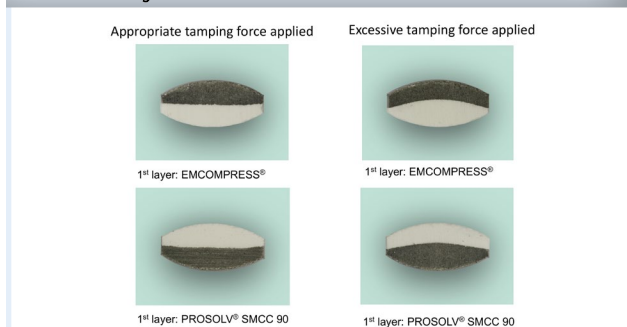 Appropriate tamping force applied
Excessive tamping force applied
1st layer: EMCOMPRESS®
1st layer: EMCOMPRESS®
1st layer: PROSOLV® SMCC 90
1st layer: PROSOLV® SMCC 90